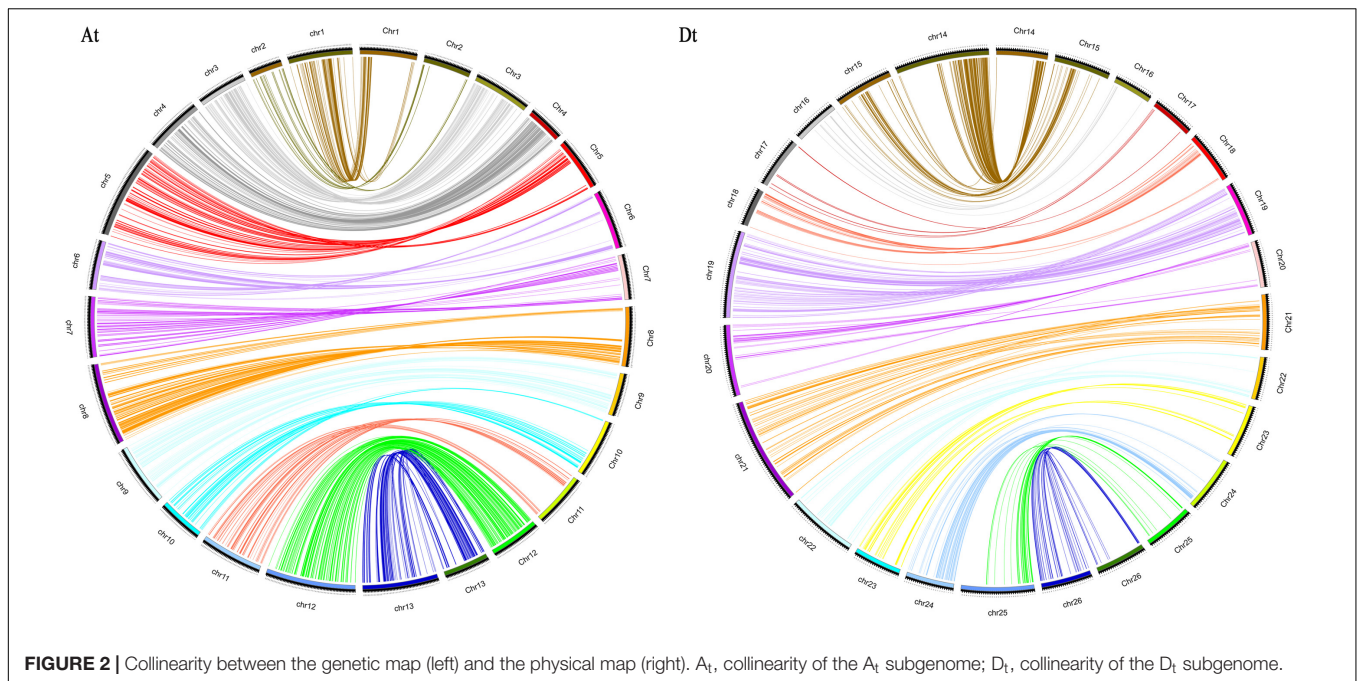 At
chr2
chr1
Chr1
Chr2
chr3
Chr3
chr4
Chr4
chr5
Chr5
chr6
Chr6
chr7
Chr7
chr8
Chr8
chr9
Chr9
chr10
Chr10
chr11
Chr11
chr12
Chr12
chr13
Chr13
Dt
chr14
Chr14
chr15
Chr15
chr16
Chr16
chr17
Chr17
chr18
Chr18
chr19
Chr19
chr20
Chr20
chr21
Chr21
chr22
Chr22
chr23
Chr23
chr24
Chr24
chr25
Chr25
chr26
Chr26
FIGURE 2 | Collinearity between the genetic map (left) and the physical map (right). At, collinearity of the At subgenome; Dt, collinearity of the Dt subgenome.